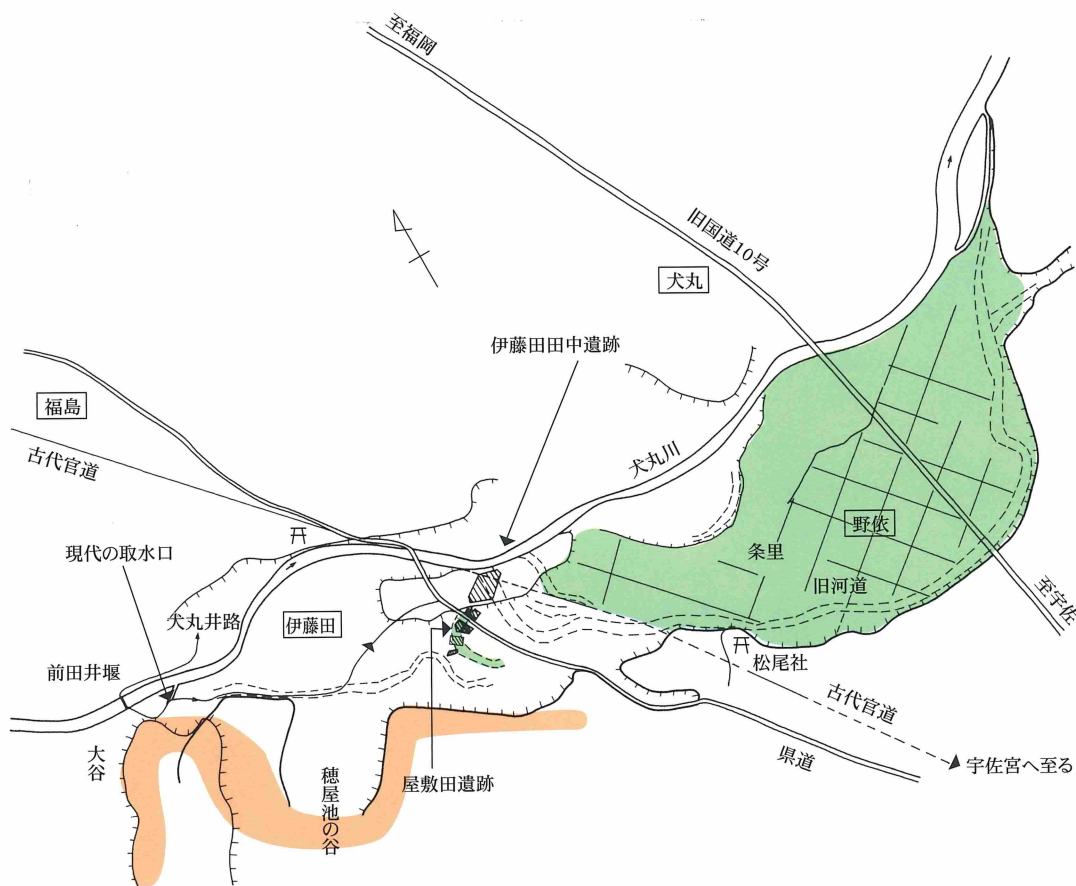 至福岡
旧国道10号
犬丸
伊藤田田中遺跡
福島
古代官道
犬丸川
現代の取水口
野依
条里
旧河道
至宇佐
犬丸井路
伊藤田
前田井堰
松尾社
古代官道
大谷
穂屋池の谷
屋敷田遺跡
県道
宇佐宮へ至る